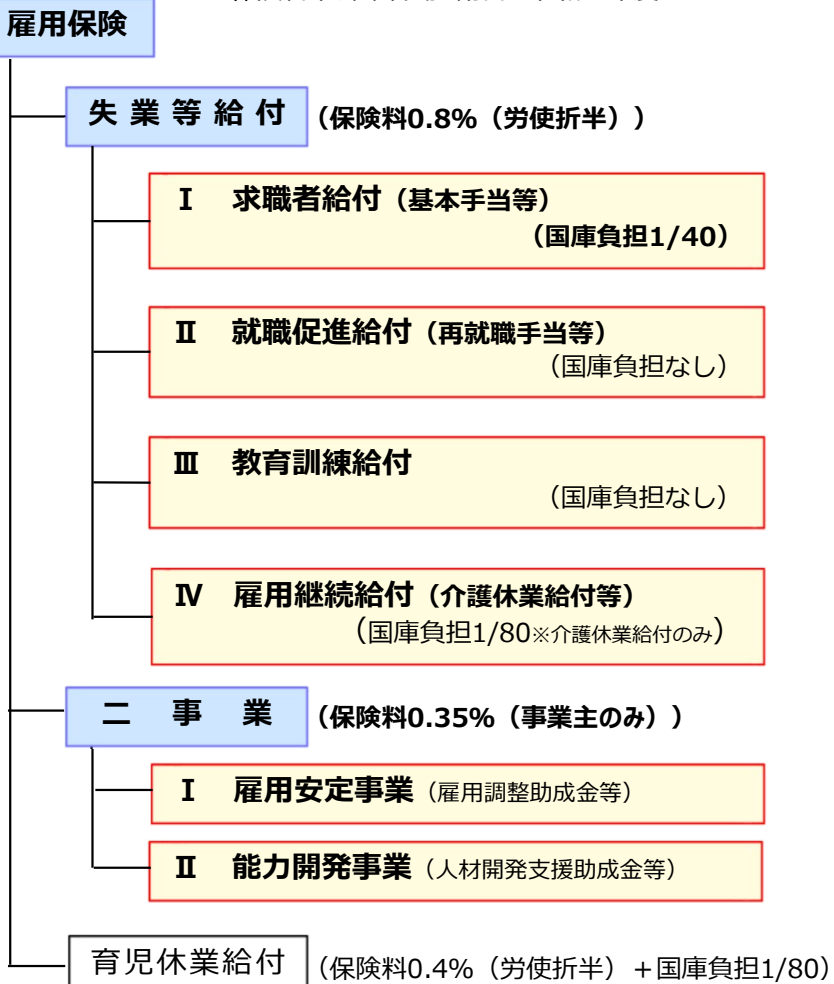 雇用保険
失業等給付 (保険料0.8%（労使折半）)
Ⅰ 求職者給付（基本手当等）
（国庫負担1/40）
Ⅱ 就職促進給付（再就職手当等）
（国庫負担なし）
Ⅲ 教育訓練給付
（国庫負担なし）
Ⅳ 雇用継続給付（介護休業給付等）
（国庫負担1/80※介護休業給付のみ）
二事業 （保険料0.35%（事業主のみ））
Ⅰ 雇用安定事業（雇用調整助成金等）
Ⅱ 能力開発事業（人材開発支援助成金等）
育児休業給付 （保険料0.4%（労使折半）＋国庫負担1/80）